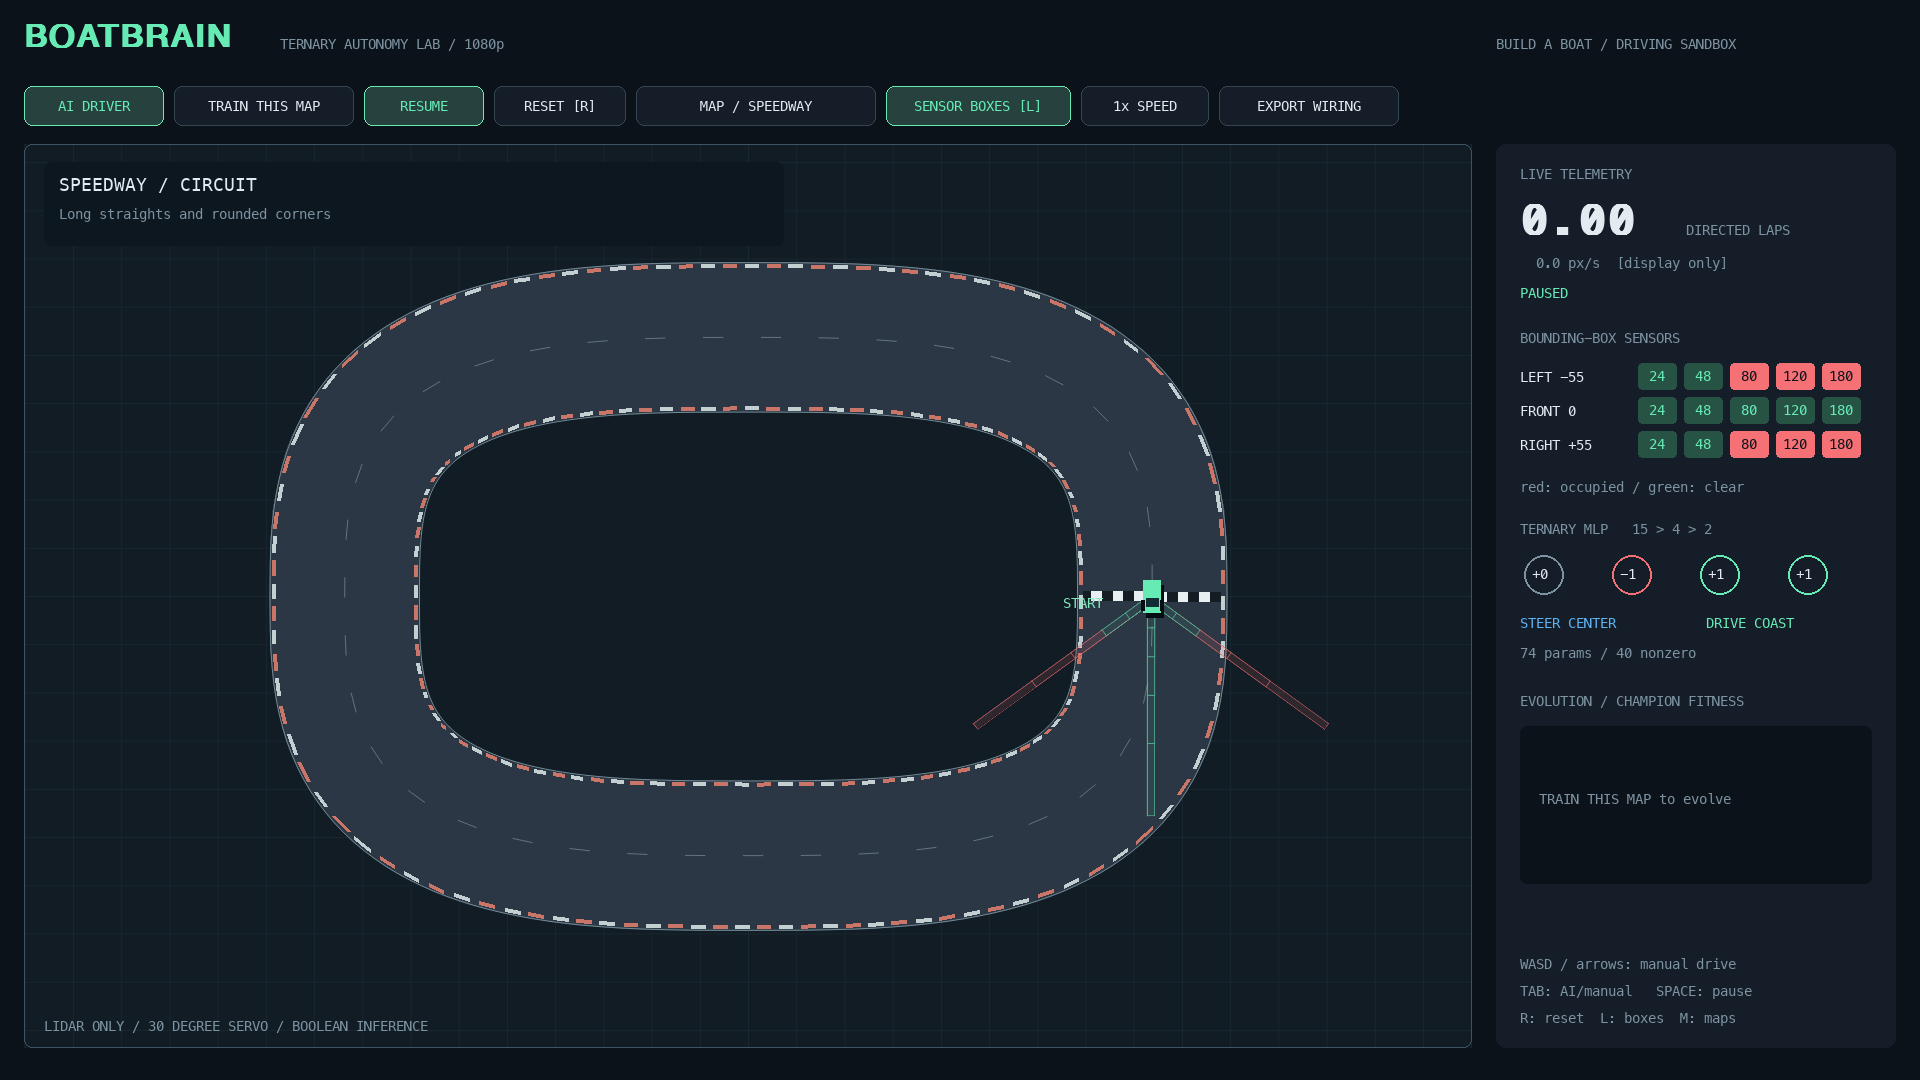 BOATBRAIN
TERNARY AUTONOMY LAB / 1080p
BUILD A BOAT / DRIVING SANDBOX
AI DRIVER
TRAIN THIS MAP
RESUME
RESET [R]
MAP / SPEEDWAY
SENSOR BOXES [L]
1x SPEED
EXPORT WIRING
SPEEDWAY / CIRCUIT
Long straights and rounded corners
START
LIDAR ONLY / 30 DEGREE SERVO / BOOLEAN INFERENCE
LIVE TELEMETRY
0.00 DIRECTED LAPS
0.0 px/s [display only]
PAUSED
BOUNDING-BOX SENSORS
LEFT -55 24 48 80 120 180
FRONT 0 24 48 80 120 180
RIGHT +55 24 48 80 120 180
red: occupied / green: clear
TERNARY MLP 15 > 4 > 2
+0 -1 +1 +1
STEER CENTER DRIVE COAST
74 params / 40 nonzero
EVOLUTION / CHAMPION FITNESS
TRAIN THIS MAP to evolve
WASD / arrows: manual drive
TAB: AI/manual SPACE: pause
R: reset L: boxes M: maps